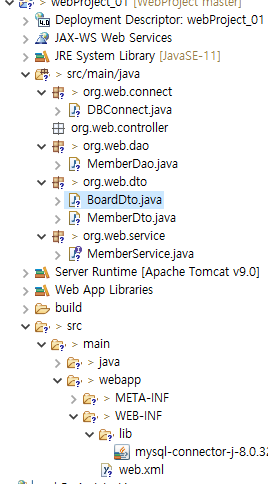 webProject_01 [WebProject master]
Deployment Descriptor: webProject_01
JAX-WS Web Services
JRE System Library [JavaSE-11]
> src/main/java
> org.web.connect
DBConnect.java
org.web.controller
> org.web.dao
MemberDao.java
> org.web.dto
BoardDto.java
MemberDto.java
> org.web.service
MemberService.java
Server Runtime [Apache Tomcat v9.0]
Web App Libraries
build
> src
> main
> java
> webapp
> META-INF
> WEB-INF
> lib
mysql-connector-j-8.0.32
web.xml